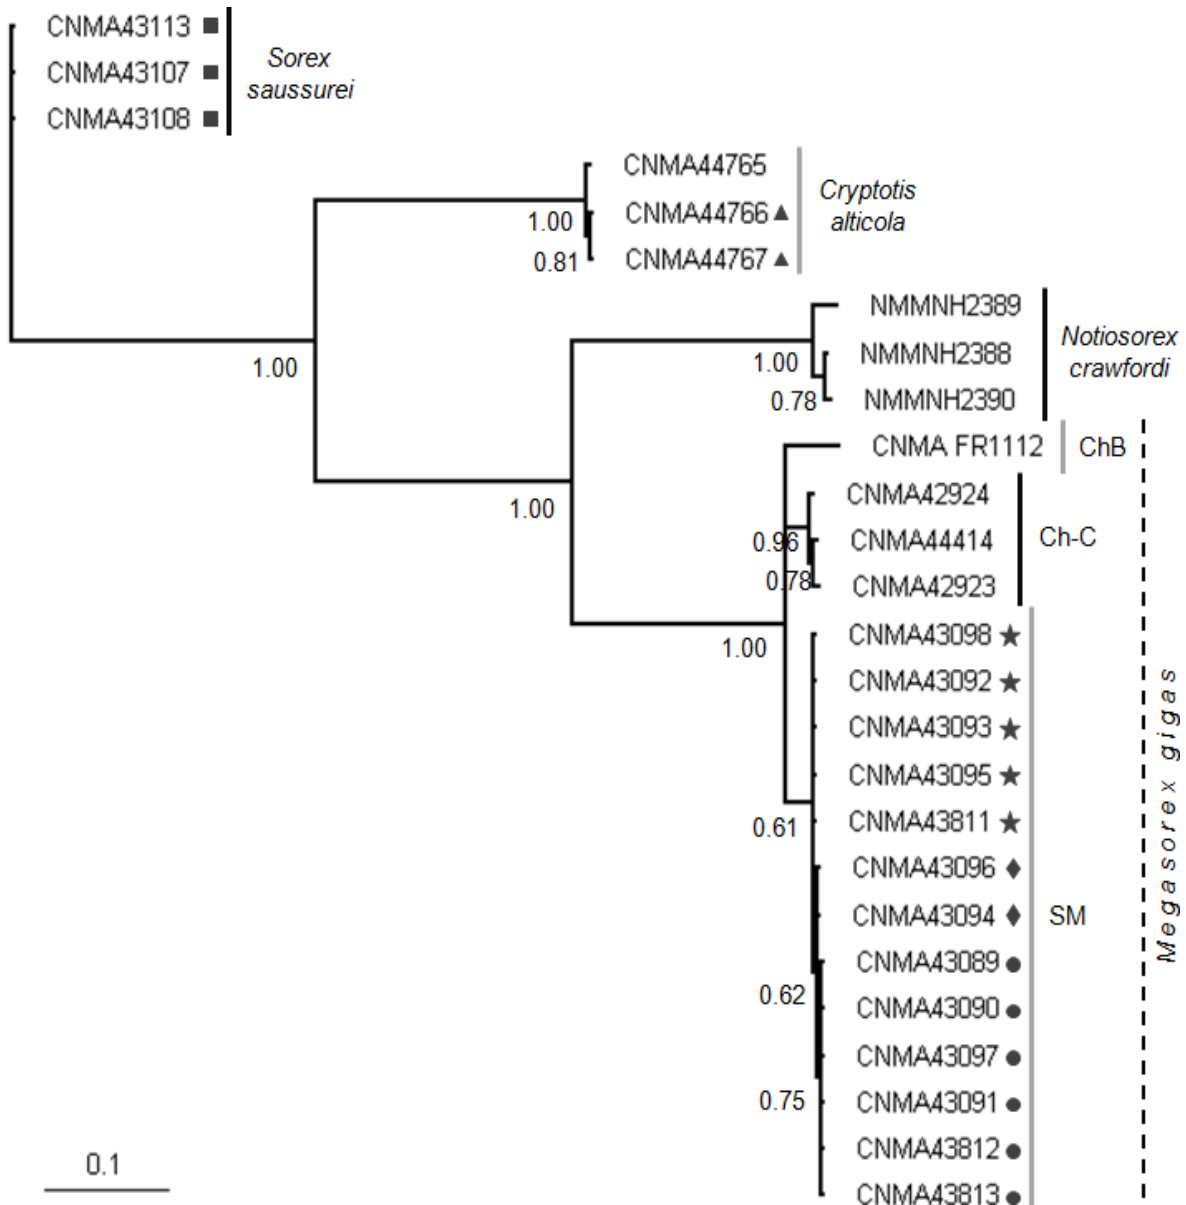 CNMA43113
CNMA43107
CNMA43108
Sorex
saussurei
CNMA44765
CNMA44766
CNMA44767
1.00
0.81
Cryptotis
alticola
1.00
NMMNH2389
NMMNH2388
NMMNH2390
1.00
0.78
Notiosorex
crawfordi
1.00
CNMA FR1112
ChB
CNMA42924
CNMA44414
CNMA42923
0.96
0.78
Ch-C
1.00
CNMA43098
CNMA43092
CNMA43093
CNMA43095
CNMA43811
0.61
CNMA43096
CNMA43094
SM
CNMA43089
0.62
CNMA43090
CNMA43097
CNMA43091
0.75
CNMA43812
CNMA43813
Megasorex gigas
0.1